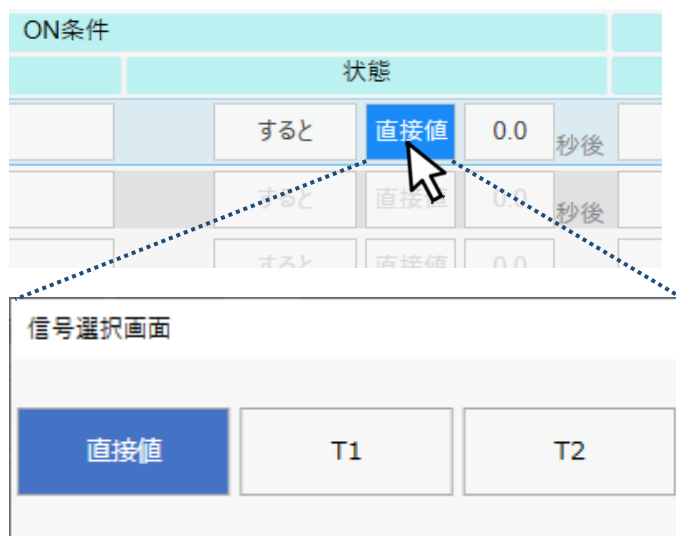 ON条件
状態
すると 直接値 0.0 秒後
すると 直接値 0.0 秒後
すると 直接値 0.0
信号選択画面
直接値 T1 T2